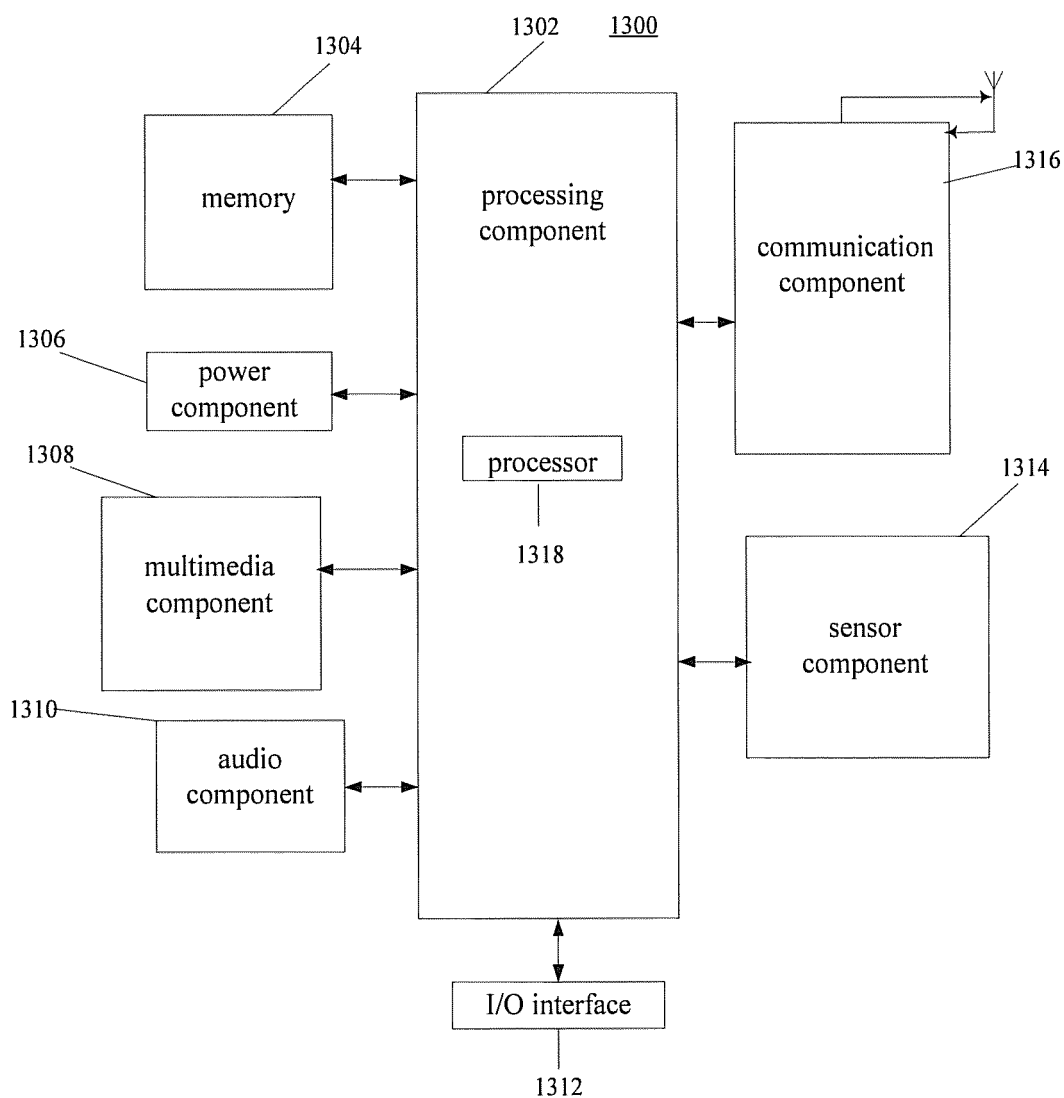 1302
1300
1304
1316
memory
processing
component
communication
component
1306
power
component
1308
processor
1314
1318
multimedia
component
sensor
component
1310
audio
component
I/O interface
1312